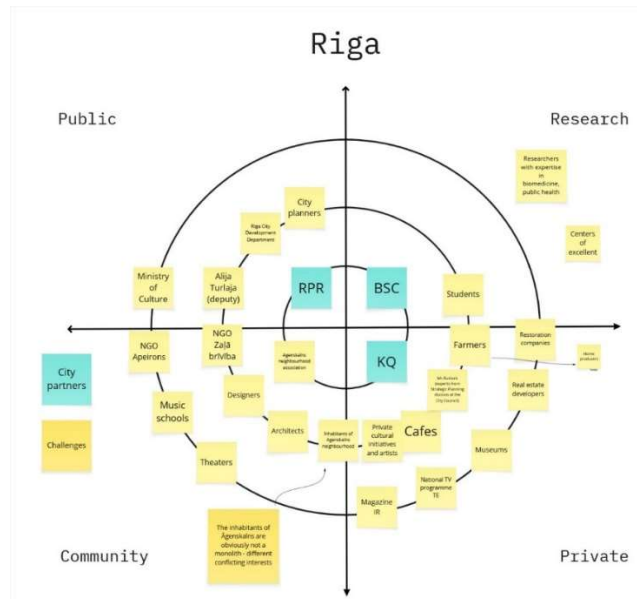 Riga
Public
Research
Researchers
with expertise
in
biomedicine,
public health
Centers
of
excellent
City
planners
Riga City
Development
Department
Ministry
of
Culture
Alija
Turlaja
(deputy)
RPR
BSC
Students
NGO
Apeirons
NGO
Zaļā
brīvība
Āgenskalns
neighbourhood
association
KQ
Farmers
Restoration
companies
City
partners
Challenges
Music
schools
Designers
Architects
Inhabitants of
Āgenskalns
neighbourhood
Private
cultural
initiatives
and artists
Cafes
Real estate
developers
Theaters
Museums
National TV
programme
TE
Magazine
IR
The inhabitants of
Āgenskalns are
obviously not a
monolith - different
conflicting interests
Community
Private